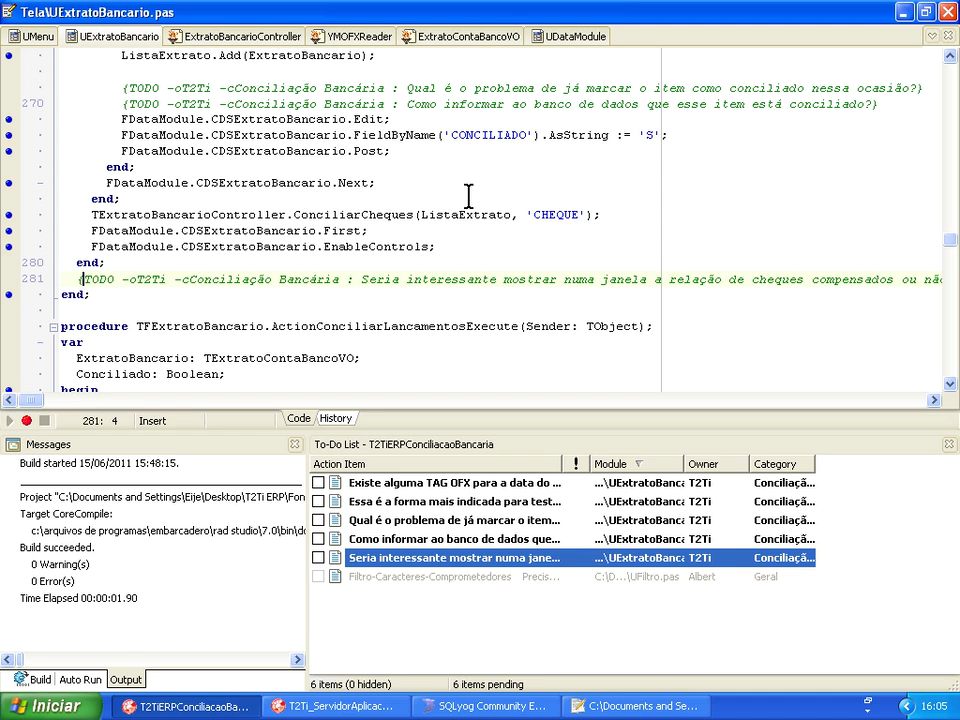 Tela\UExtratoBancario.pas
UMenu UExtratoBancario ExtratoBancarioController YMOFXReader ExtratoContaBancoVO UDataModule
ListaExtrato.Add(ExtratoBancario);
{TODO -oT2Ti -cConciliação Bancária : Qual é o problema de já marcar o item como conciliado nessa ocasião?}
270 {TODO -oT2Ti -cConciliação Bancária : Como informar ao banco de dados que esse item está conciliado?}
FDataModule.CDSExtratoBancario.Edit;
FDataModule.CDSExtratoBancario.FieldByName('CONCILIADO').AsString := 'S';
FDataModule.CDSExtratoBancario.Post;
end;
FDataModule.CDSExtratoBancario.Next;
end;
TExtratoBancarioController.ConciliarCheques(ListaExtrato, 'CHEQUE');
FDataModule.CDSExtratoBancario.First;
FDataModule.CDSExtratoBancario.EnableControls;
280 end;
281 {TODO -oT2Ti -cConciliação Bancária : Seria interessante mostrar numa janela a relação de cheques compensados ou não
end;
procedure TFExtratoBancario.ActionConciliarLancamentosExecute(Sender: TObject);
var
ExtratoBancario: TExtratoContaBancoVO;
Conciliado: Boolean;
begin
281: 4 Insert Code History
Messages
Build started 15/06/2011 15:48:15.
Project "C:\Documents and Settings\Eije\Desktop\T2Ti ERP\Fon
Target CoreCompile:
c:\arquivos de programas\embarcadero\rad studio\7.0\bin\dc
Build succeeded.
0 Warning(s)
0 Error(s)
Time Elapsed 00:00:01.90
Build Auto Run Output
To-Do List - T2TiERPConciliacaoBancaria
Action Item ! Module Owner Category
Existe alguma TAG OFX para a data do ... ...\UExtratoBanca T2Ti Conciliaçã...
Essa é a forma mais indicada para test... ...\UExtratoBanca T2Ti Conciliaçã...
Qual é o problema de já marcar o item... ...\UExtratoBanca T2Ti Conciliaçã...
Como informar ao banco de dados que... ...\UExtratoBanca T2Ti Conciliaçã...
Seria interessante mostrar numa jane... ...\UExtratoBanca T2Ti Conciliaçã...
Filtro-Caracteres-Comprometedores Precis... C:\D...\UFiltro.pas Albert Geral
6 items (0 hidden) 6 items pending
Iniciar T2TiERPConciliacaoBa... T2Ti_ServidorAplicac... SQLyog Community E... C:\Documents and Se... 16:05